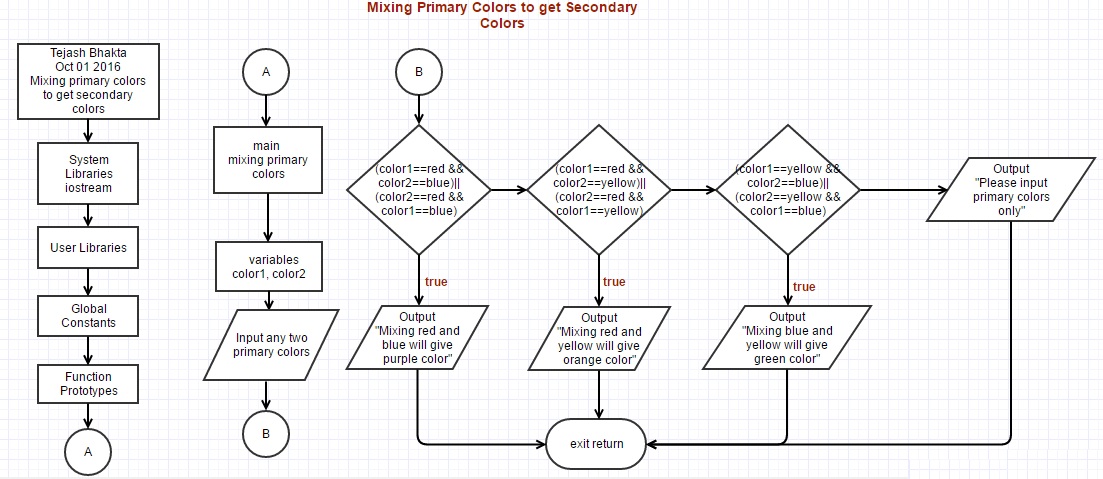 Mixing Primary Colors to get Secondary
Colors
Tejash Bhakta
Oct 01 2016
Mixing primary colors
to get secondary
colors
System
Libraries
iostream
User Libraries
Global
Constants
Function
Prototypes
A
A
main
mixing primary
colors
variables
color1, color2
Input any two
primary colors
B
B
(color1==red &&
color2==blue)||
(color2==red &&
color1==blue)
true
Output
"Mixing red and
blue will give
purple color"
(color1==red &&
color2==yellow)||
(color2==red &&
color1==yellow)
true
Output
"Mixing red and
yellow will give
orange color"
(color1==yellow &&
color2==blue)||
(color2==yellow &&
color1==blue)
true
Output
"Mixing blue and
yellow will give
green color"
Output
"Please input
primary colors
only"
exit return